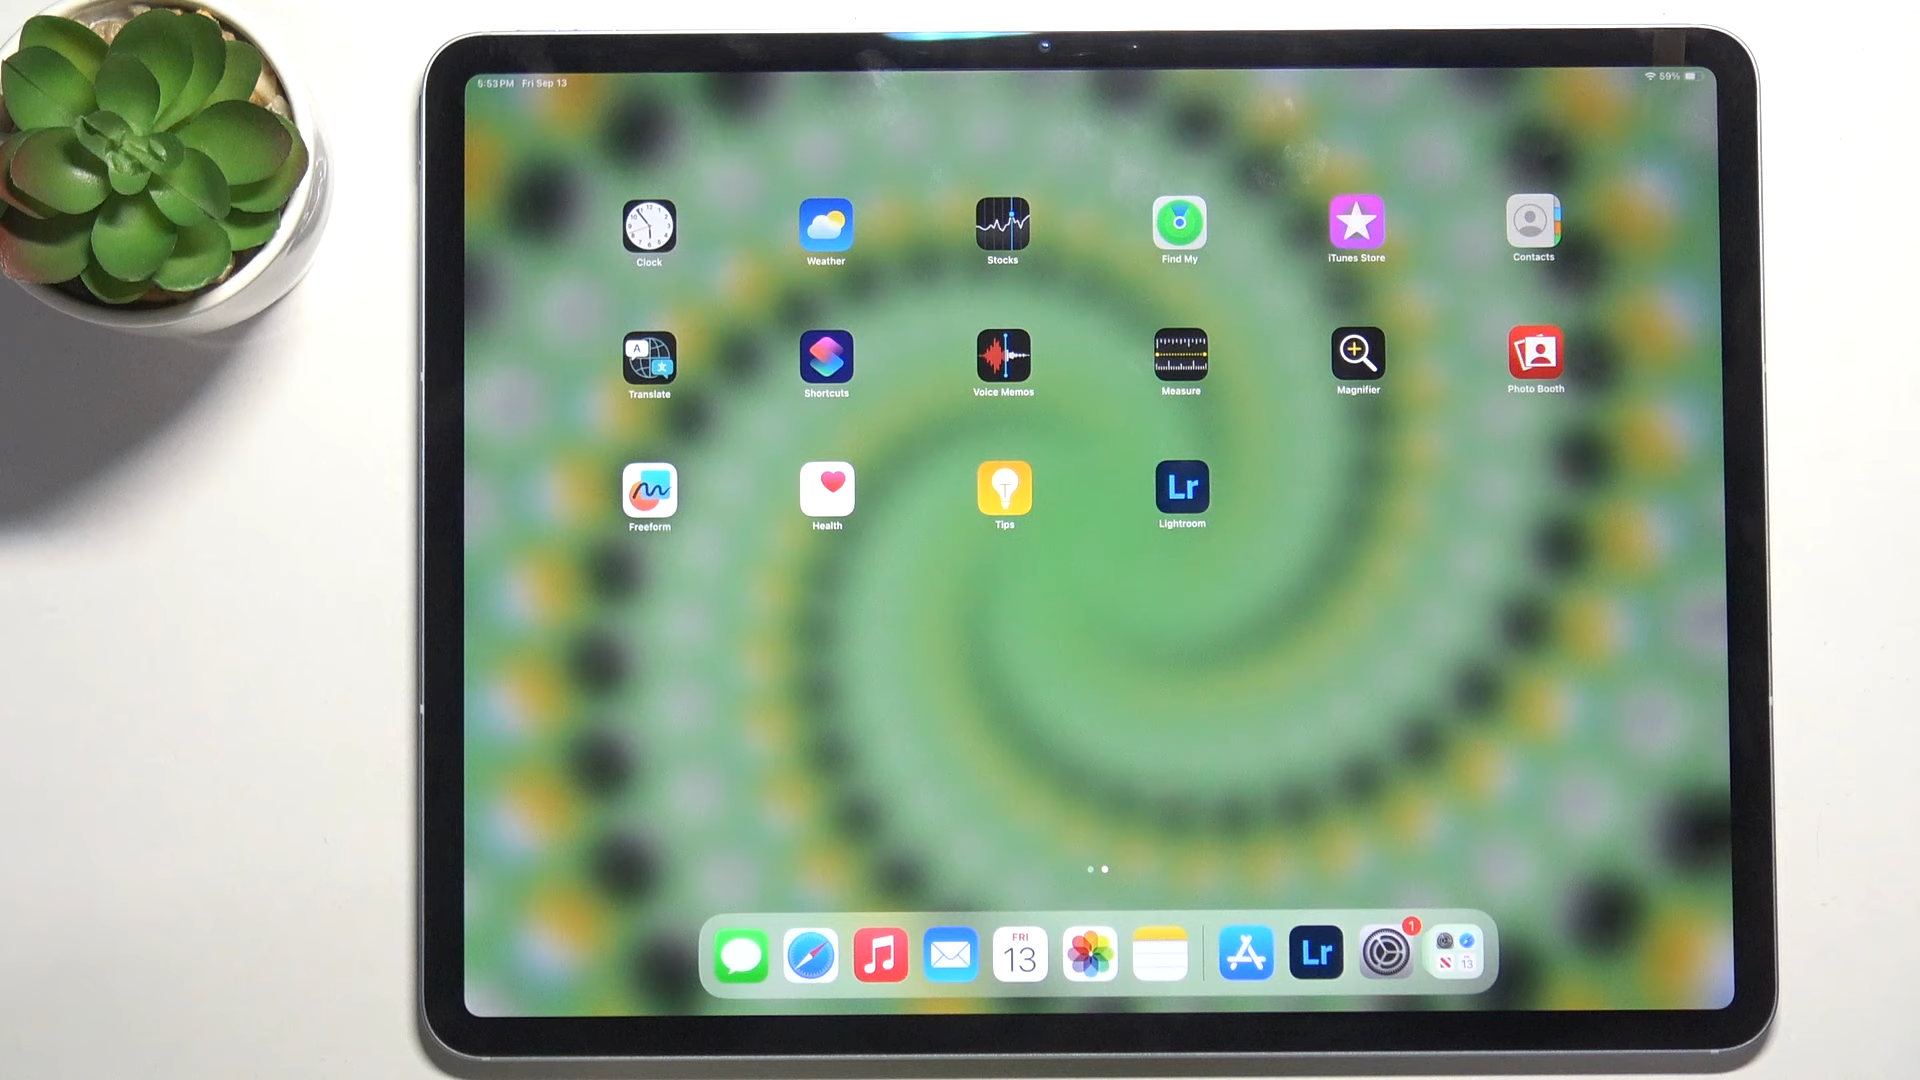 5:53 PM Fri Sep 13
59%
Clock
Weather
Stocks
Find My
iTunes Store
Contacts
Translate
Shortcuts
Voice Memos
Measure
Magnifier
Photo Booth
Freeform
Health
Tips
Lr
Lightroom
FRI
13
Lr
1
13